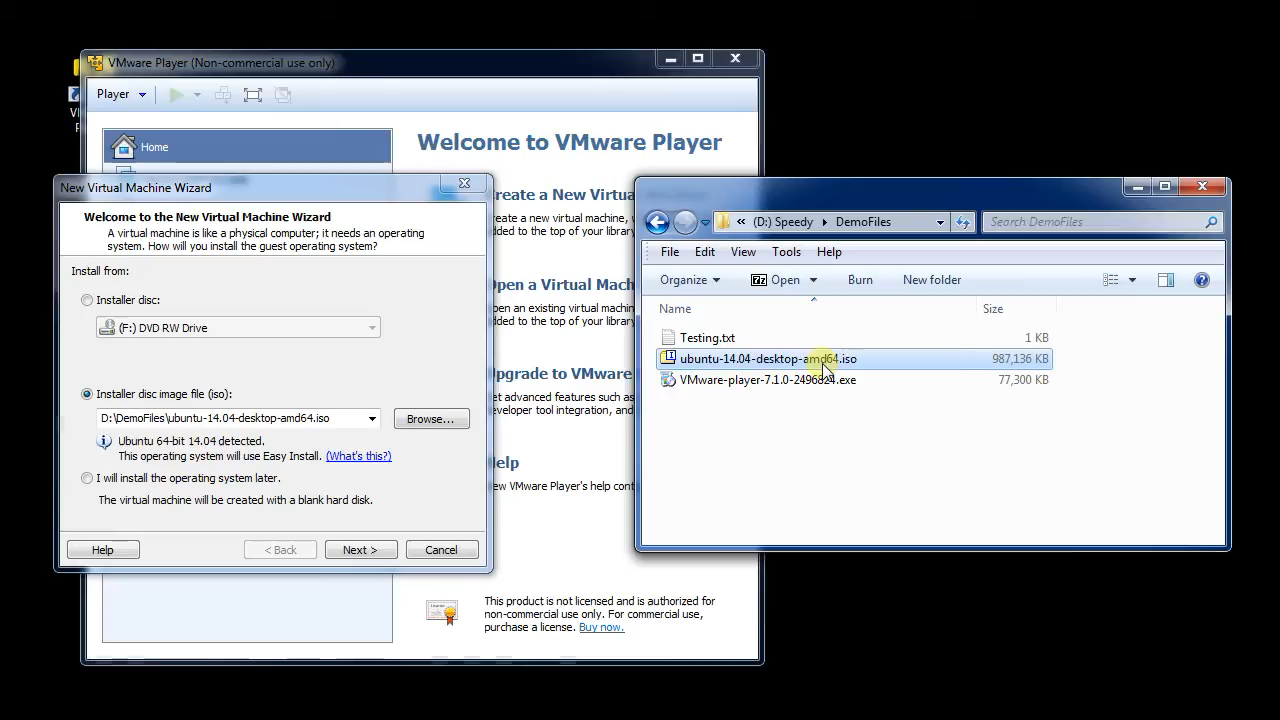 VMware Player (Non-commercial use only)
Player
Home
Welcome to VMware Player
Create a New Virtua
reate a new virtual machine,
dded to the top of your library
Open a Virtual Mach
pen an existing virtual machine
dded to the top of your library
Upgrade to VMware
et advanced features such as
eveloper tool integration, and
Help
iew VMware Player's help cont
This product is not licensed and is authorized for
non-commercial use only. For commercial use,
purchase a license. Buy now.
New Virtual Machine Wizard
Welcome to the New Virtual Machine Wizard
A virtual machine is like a physical computer; it needs an operating
system. How will you install the guest operating system?
Install from:
Installer disc:
(F:) DVD RW Drive
Installer disc image file (iso):
D:\DemoFiles\ubuntu-14.04-desktop-amd64.iso
Browse...
Ubuntu 64-bit 14.04 detected.
This operating system will use Easy Install. (What's this?)
I will install the operating system later.
The virtual machine will be created with a blank hard disk.
Help
< Back
Next >
Cancel
« (D:) Speedy DemoFiles
Search DemoFiles
File Edit View Tools Help
Organize Open Burn New folder
Name Size
Testing.txt 1 KB
ubuntu-14.04-desktop-amd64.iso 987,136 KB
VMware-player-7.1.0-2496824.exe 77,300 KB